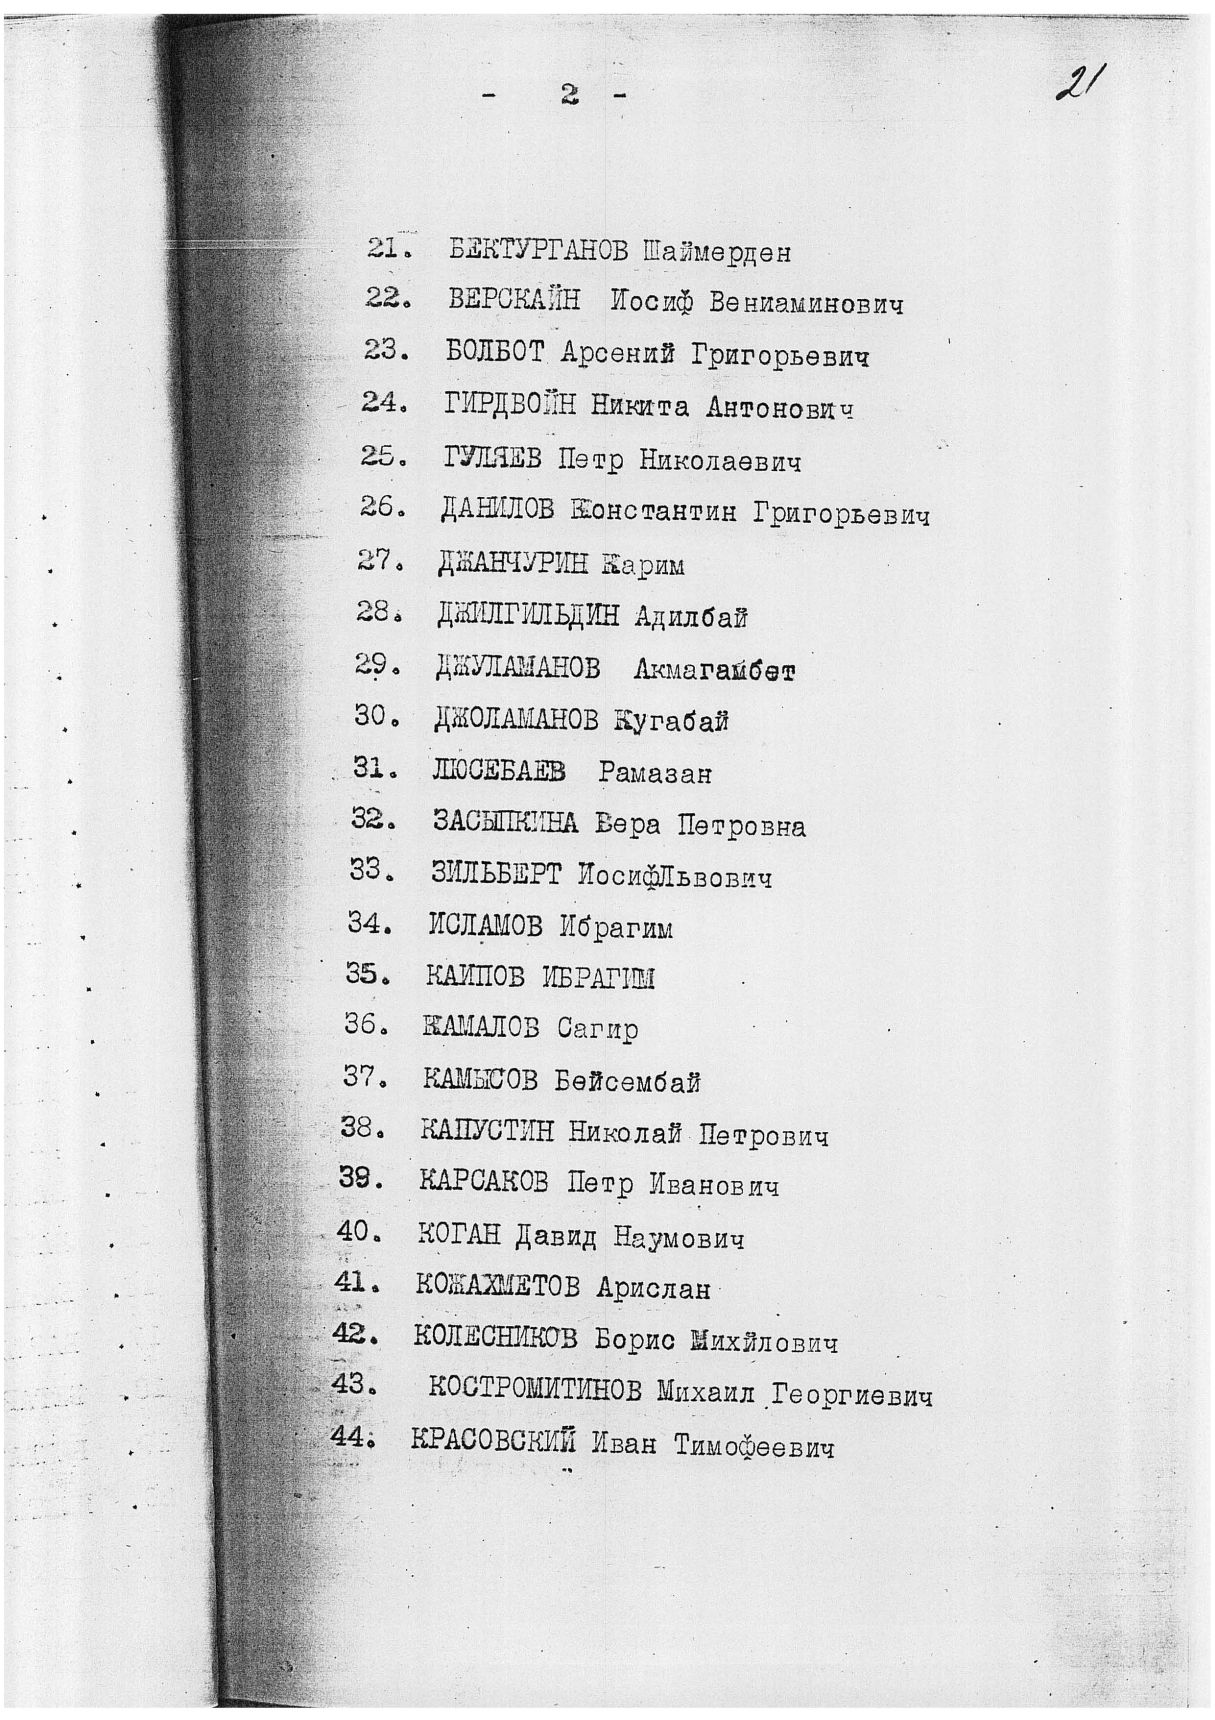 - 2 -
21
21. БЕКТУРГАНОВ Шаймерден
22. ВЕРСКАЙН Иосиф Вениаминович
23. БОЛБОТ Арсений Григорьевич
24. ГИРДВОЙН Никита Антонович
25. ГУЛЯЕВ Петр Николаевич
26. ДАНИЛОВ Константин Григорьевич
27. ДЖАНЧУРИН Карим
28. ДЖИЛГИЛЬДИН Адилбай
29. ДЖУЛАМАНОВ Акмагамбет
30. ДЖОЛАМАНОВ Кугабай
31. ДЮСЕБАЕВ Рамазан
32. ЗАСЫПКИНА Вера Петровна
33. ЗИЛЬБЕРТ ИосифЛьвович
34. ИСЛАМОВ Ибрагим
35. КАИПОВ ИБРАГИМ
36. КАМАЛОВ Сагир
37. КАМЫСОВ Бейсембай
38. КАПУСТИН Николай Петрович
39. КАРСАКОВ Петр Иванович
40. КОГАН Давид Наумович
41. КОЖАХМЕТОВ Арислан
42. КОЛЕСНИКОВ Борис Михйлович
43. КОСТРОМИТИНОВ Михаил Георгиевич
44. КРАСОВСКИЙ Иван Тимофеевич